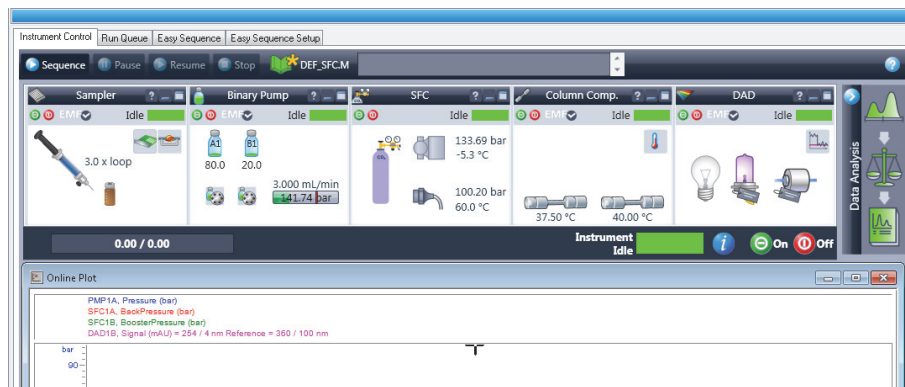 Instrument Control Run Queue Easy Sequence Easy Sequence Setup
Sequence Pause Resume Stop DEF_SFC.M ?
Sampler ? Binary Pump ? SFC ? Column Comp. ? DAD ?
EMF Idle EMF Idle Idle EMF Idle EMF Idle
A1 B1
80.0 20.0
3.0 x loop
3.000 mL/min
141.74 bar
CO2
133.69 bar
-5.3 °C
100.20 bar
60.0 °C
37.50 °C 40.00 °C
Data Analysis
0.00 / 0.00
Instrument
Idle
i On Off
Online Plot
PMP1A, Pressure (bar)
SFC1A, BackPressure (bar)
SFC1B, BoosterPressure (bar)
DAD1B, Signal (mAU) = 254 / 4 nm Reference = 360 / 100 nm
bar
90